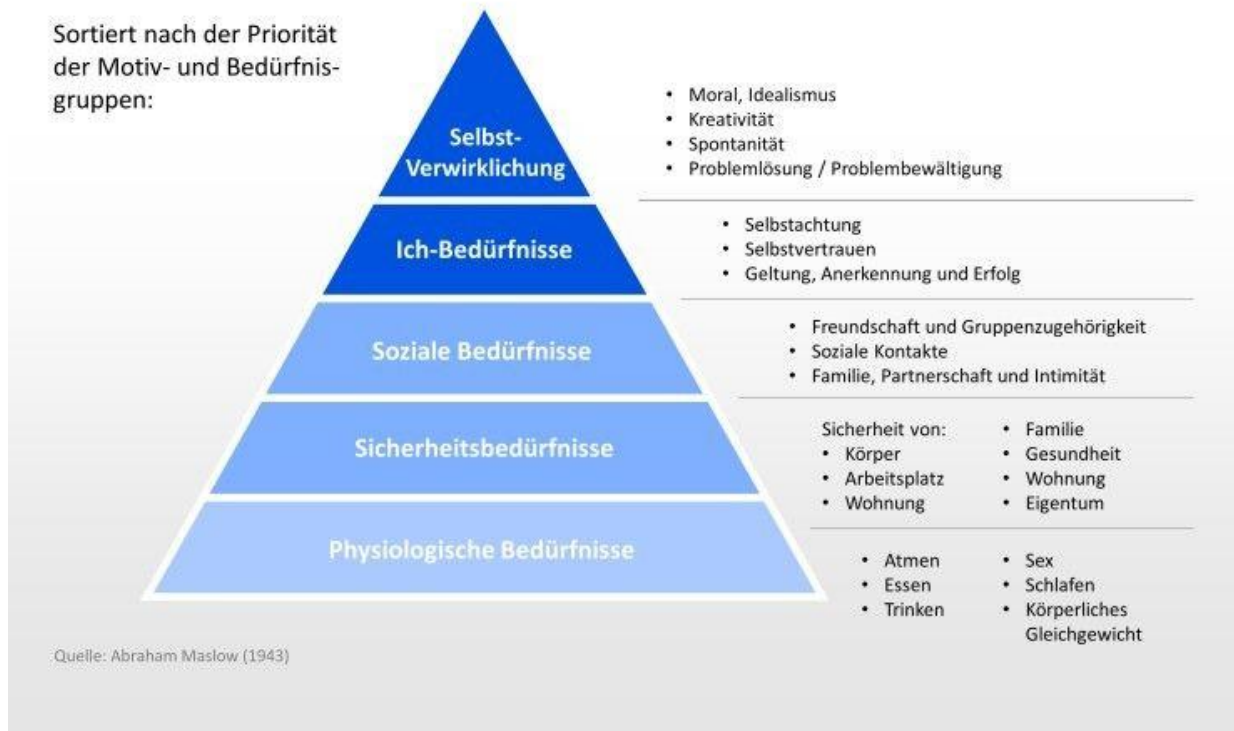 Sortiert nach der Priorität
der Motiv- und Bedürfnis-
gruppen:
Selbst-
Verwirklichung
• Moral, Idealismus
• Kreativität
• Spontanität
• Problemlösung / Problembewältigung
Ich-Bedürfnisse
• Selbstachtung
• Selbstvertrauen
• Geltung, Anerkennung und Erfolg
Soziale Bedürfnisse
• Freundschaft und Gruppenzugehörigkeit
• Soziale Kontakte
• Familie, Partnerschaft und Intimität
Sicherheitsbedürfnisse
Sicherheit von:
• Körper
• Arbeitsplatz
• Wohnung
• Familie
• Gesundheit
• Wohnung
• Eigentum
Physiologische Bedürfnisse
• Atmen
• Essen
• Trinken
• Sex
• Schlafen
• Körperliches
Gleichgewicht
Quelle: Abraham Maslow (1943)